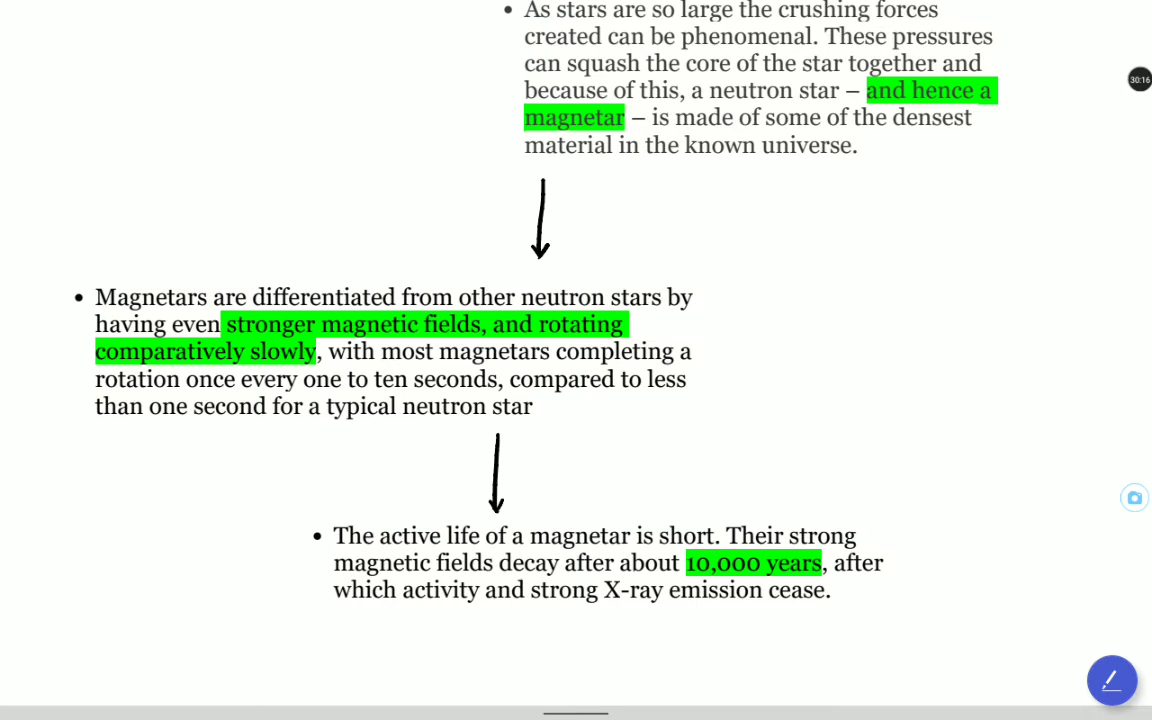 • As stars are so large the crushing forces
created can be phenomenal. These pressures
can squash the core of the star together and
because of this, a neutron star – and hence a
magnetar – is made of some of the densest
material in the known universe.
30:16
• Magnetars are differentiated from other neutron stars by
having even stronger magnetic fields, and rotating
comparatively slowly, with most magnetars completing a
rotation once every one to ten seconds, compared to less
than one second for a typical neutron star
• The active life of a magnetar is short. Their strong
magnetic fields decay after about 10,000 years, after
which activity and strong X-ray emission cease.